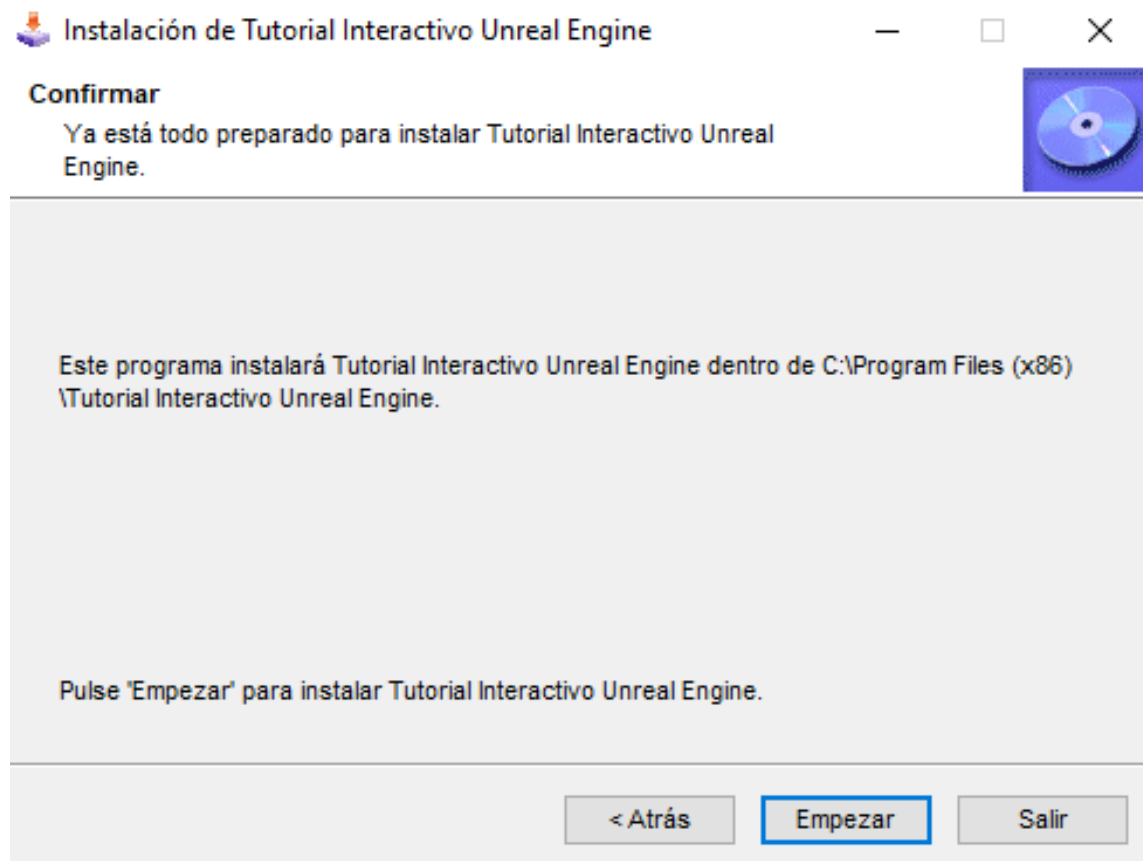 Instalación de Tutorial Interactivo Unreal Engine
Confirmar
Ya está todo preparado para instalar Tutorial Interactivo Unreal
Engine.
Este programa instalará Tutorial Interactivo Unreal Engine dentro de C:\Program Files (x86)
\Tutorial Interactivo Unreal Engine.
Pulse 'Empezar' para instalar Tutorial Interactivo Unreal Engine.
< Atrás
Empezar
Salir